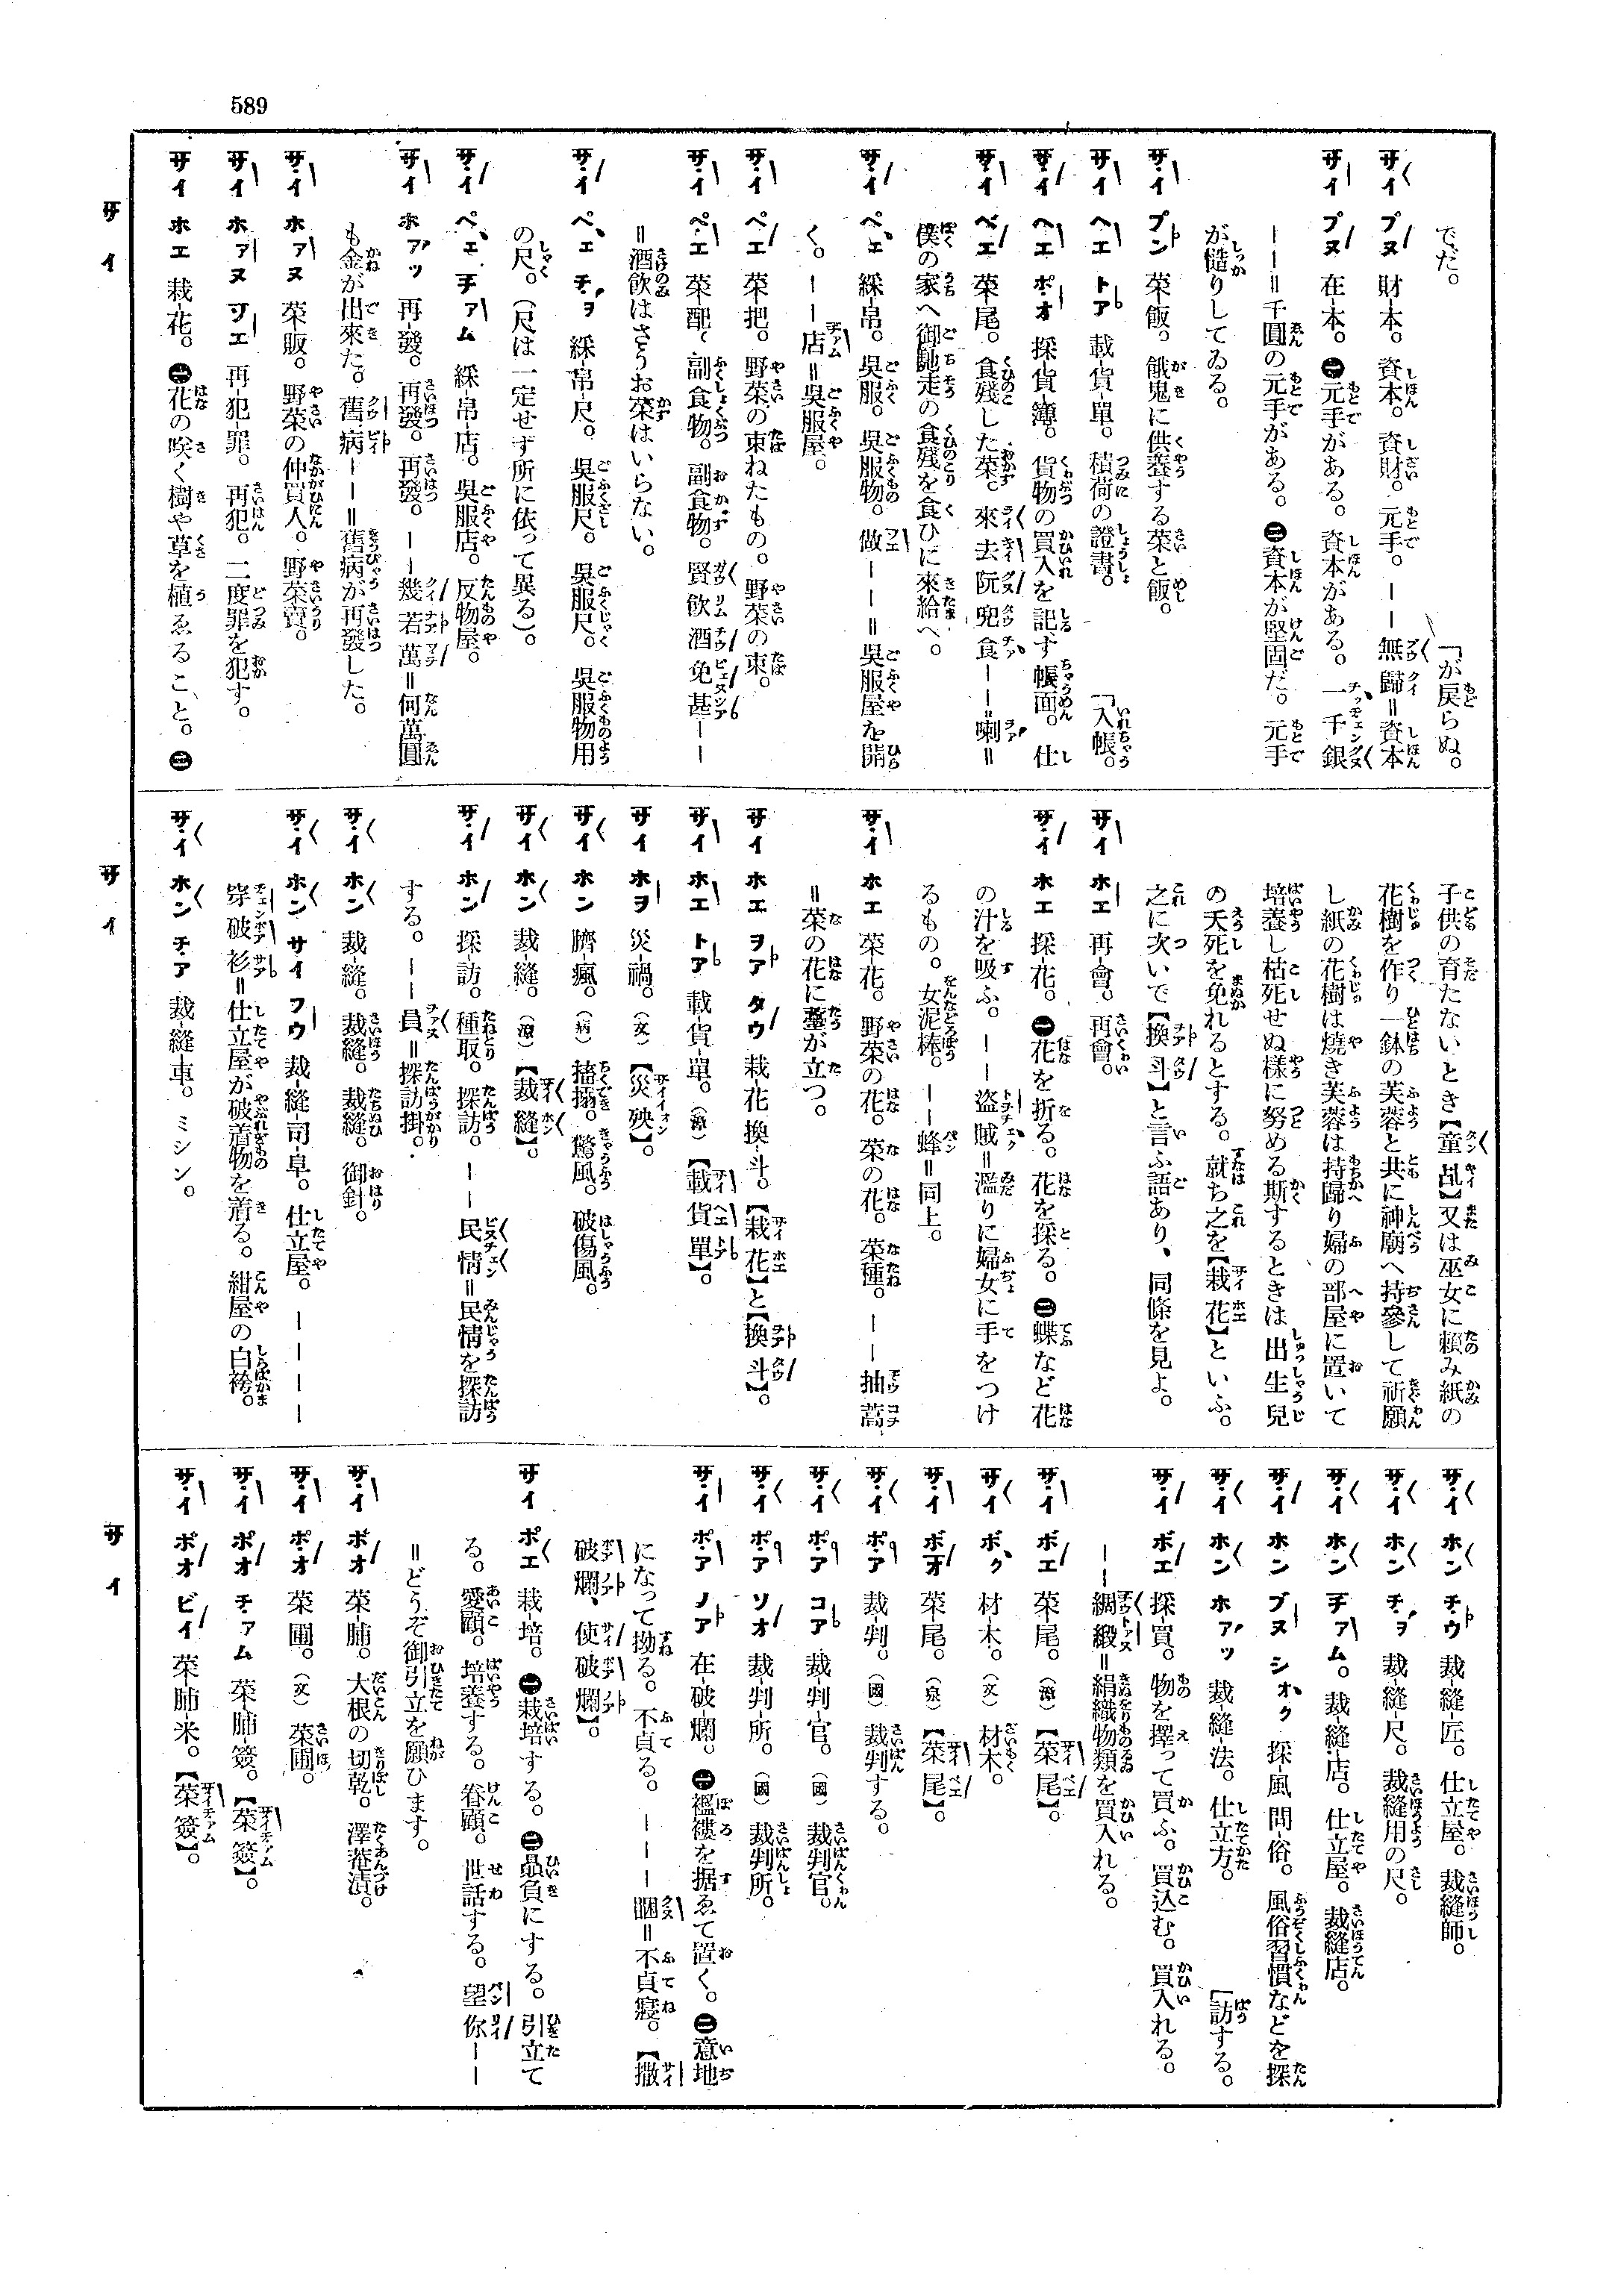 589
でだ。
サイ プヌ 財-本。資本。資財。元手。——無歸＝資本
「が戻らぬ。
サイ プヌ 在-本。㊀元手がある。資本がある。一千銀
——＝千圓の元手がある。㊁資本が堅固だ。元手
が慥りしてゐる。
サイ プン 菜-飯。餓鬼に供養する菜と飯。
サイ ヘエ トア 載-貨-單。積荷の證書。
「入帳。
サイ ヘエ ポオ 採-貨-簿。貨物の買入を記す帳面。仕
サイ ベエ 菜-尾。食殘した菜。來去阮兜食——喇＝
僕の家へ御馳走の食殘を食ひに來給へ。
サイ ペエ 綵-帛。吳服。吳服物。做——＝吳服屋を開
く。——店＝吳服屋。
サイ ペエ 菜-把。野菜の束ねたもの。野菜の束。
サイ ペエ 菜-配。副食物。副食物。賢飲酒免甚——
＝酒飲はさうお菜はいらない。
サイ ペエ チヲ 綵-帛-尺。吳服尺。吳服尺。吳服物用
の尺。（尺は一定せず所に依って異る）。
サイ ペエ チァム 綵-帛-店。吳服店。反物屋。
サイ ホアッ 再-發。再發。再發。——幾若萬＝何萬圓
も金が出來た。舊病——＝舊病が再發した。
サイ ホァヌ 菜-販。野菜の仲買人。野菜賣。
サイ ホァヌ ツエ 再-犯-罪。再犯。二度罪を犯す。
サイ ホエ 栽-花。㊀花の咲く樹や草を植ゑること。㊁
サイ
子供の育たないとき【童乩】又は巫女に賴み紙の
花樹を作り一鉢の芙蓉と共に神廟へ持參して祈願
し紙の花樹は燒き芙蓉は持歸り婦の部屋に置いて
培養し枯死せぬ樣に努める斯するときは出生兒
の夭死を免れるとする。就ち之を【栽花】といふ。
之に次いで【換斗】と言ふ語あり、同條を見よ。
サイ ホエ 再-會。再會。
サイ ホエ 採-花。㊀花を折る。花を採る。㊁蝶など花
の汁を吸ふ。——盜賊＝濫りに婦女に手をつけ
るもの。女泥棒。——蜂＝同上。
サイ ホエ 菜-花。野菜の花。菜の花。菜種。——抽蕌
＝菜の花に薹が立つ。
サイ ホエ ヲア タウ 栽-花-換-斗。【栽花】と【換斗】。
サイ ホエ トア 載-貨-單。（漳）【載貨單】。
サイ ホヲ 災-禍。（文）【災殃】。
サイ ホン 臍-瘋。（病）搐搦。驚風。破傷風。
サイ ホン 裁-縫。（漳）【裁縫】。
サイ ホン 採-訪。種取。探訪。——民情＝民情を探訪
する。——員＝探訪掛。
サイ ホン 裁-縫。裁縫。裁縫。御針。
サイ ホン サイ フウ 裁-縫-司-阜。仕立屋。————
穿破衫＝仕立屋が破着物を着る。紺屋の白袴。
サイ ホン チァ 裁-縫-車。ミシン。
サイ
サイ ホン チウ 裁-縫-匠。仕立屋。裁縫師。
サイ ホン チヲ 裁-縫-尺。裁縫用の尺。
サイ ホン チァム。裁-縫-店。仕立屋。裁縫店。
サイ ホン ブヌ シオク 採-風-問-俗。風俗習慣などを探
「訪する。
サイ ホン ホアッ 裁-縫-法。仕立方。
サイ ボエ 採-買。物を擇って買ふ。買込む。買入れる。
——綢緞＝絹織物類を買入れる。
サイ ボエ 菜-尾。（漳）【菜尾】。
サイ ボク 材-木。（文）材木。
サイ ボオ 菜-尾。（泉）【菜尾】。
サイ ポア 裁-判。（國）裁判する。
サイ ポア コア 裁-判-官。（國）裁判官。
サイ ポア ソオ 裁-判-所。（國）裁判所。
サイ ポア ノア 在-破-爛。㊀襤褸を据ゑて置く。㊁意地
になって拗る。不貞る。————睏＝不貞寢。【撒
破爛、使破爛】。
サイ ポエ 栽-培。㊀栽培する。㊁贔負にする。引立て
る。愛顧。培養する。眷顧。世話する。望你——
＝どうぞ御引立を願ひます。
サイ ポオ 菜-脯。大根の切乾。澤菴漬。
サイ ポオ 菜-圃。（文）菜圃。
サイ ポオ チァム 菜-脯-簽。【菜簽】。
サイ ポオ ビイ 菜-脯-米。【菜簽】。
サイ